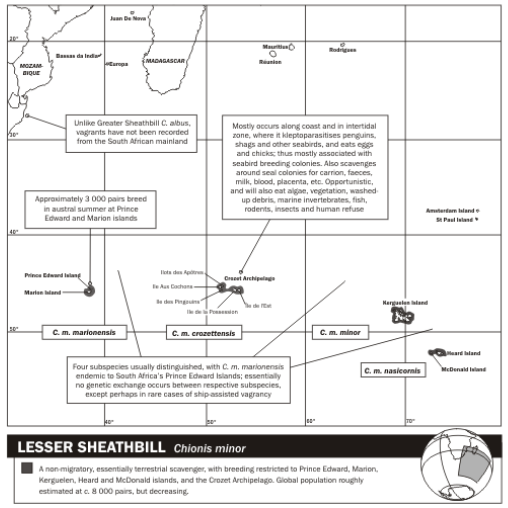 Juan De Nova
20°
Bassas da India
Europa
MADAGASCAR
MOZAM-
BIQUE
Mauritius
Réunion
Rodrigues
Unlike Greater Sheathbill C. albus,
vagrants have not been recorded
from the South African mainland
30°
Mostly occurs along coast and in intertidal
zone, where it kleptoparasitises penguins,
shags and other seabirds, and eats eggs
and chicks; thus mostly associated with
seabird breeding colonies. Also scavenges
around seal colonies for carrion, faeces,
milk, blood, placenta, etc. Opportunistic,
and will also eat algae, vegetation, washed-
up debris, marine invertebrates, fish,
rodents, insects and human refuse
Approximately 3 000 pairs breed
in austral summer at Prince
Edward and Marion islands
Amsterdam Island
St Paul Island
40°
Prince Edward Island
Marion Island
Ilots des Apôtres
Ile Aux Cochons
Ile des Pingouins
Ile de la Possession
Crozet Archipelago
Ile de l'Est
Kerguelen Island
50°
C. m. marionensis
C. m. crozettensis
C. m. minor
C. m. nasicornis
Heard Island
McDonald Island
Four subspecies usually distinguished, with C. m. marionensis
endemic to South Africa's Prince Edward Islands; essentially
no genetic exchange occurs between respective subspecies,
except perhaps in rare cases of ship-assisted vagrancy
40°
50°
60°
70°
LESSER SHEATHBILL Chionis minor
A non-migratory, essentially terrestrial scavenger, with breeding restricted to Prince Edward, Marion,
Kerguelen, Heard and McDonald islands, and the Crozet Archipelago. Global population roughly
estimated at c. 8 000 pairs, but decreasing.